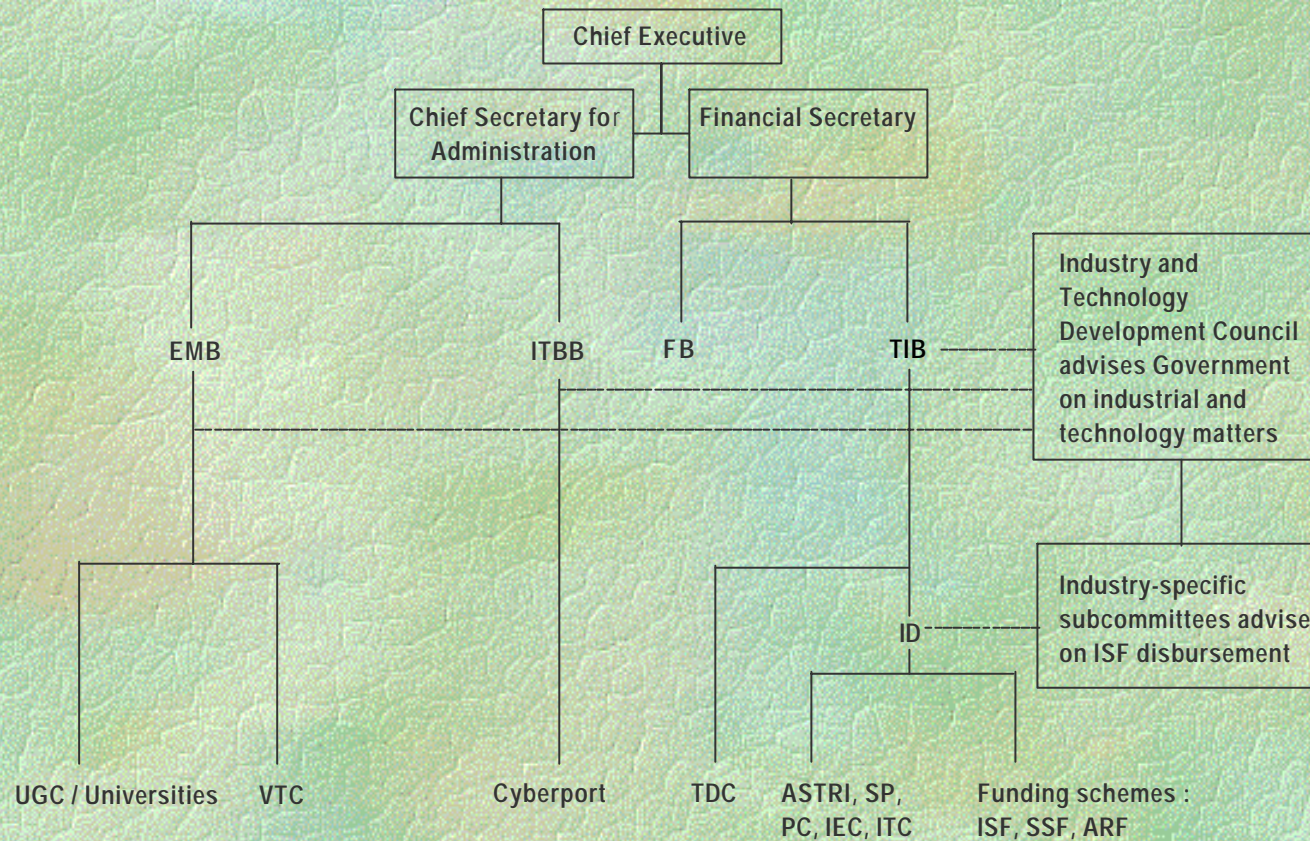 Chief Executive
Chief Secretary for
Administration
Financial Secretary
Industry and
Technology
Development Council
advises Government
on industrial and
technology matters
EMB
ITBB
FB
TIB
Industry-specific
subcommittees advise
on ISF disbursement
ID
UGC / Universities
VTC
Cyberport
TDC
ASTRI, SP,
PC, IEC, ITC
Funding schemes :
ISF, SSF, ARF